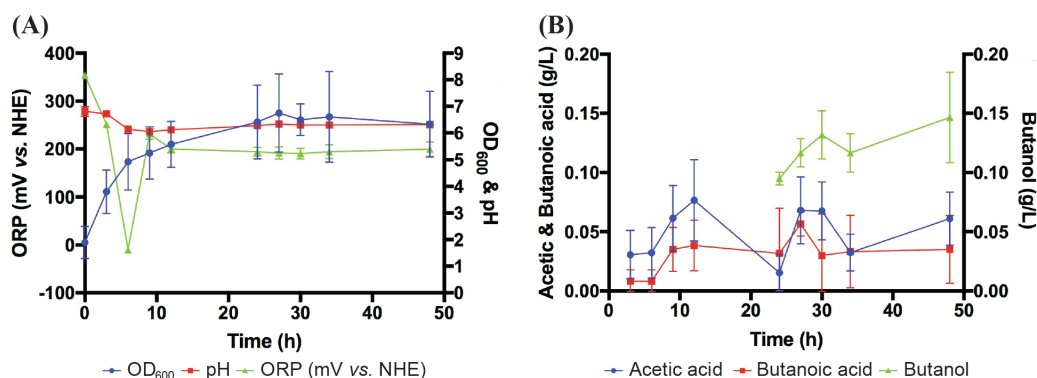 (A)
ORP (mV vs. NHE)
400
300
200
100
0
-100
9
8
7
6
5
4
3
2
1
0
OD600 & pH
0 10 20 30 40 50
Time (h)
OD600 pH ORP (mV vs. NHE)
(B)
Acetic & Butanoic acid (g/L)
0.20
0.15
0.10
0.05
0.00
0.20
0.15
0.10
0.05
0.00
Butanol (g/L)
0 10 20 30 40 50
Time (h)
Acetic acid Butanoic acid Butanol